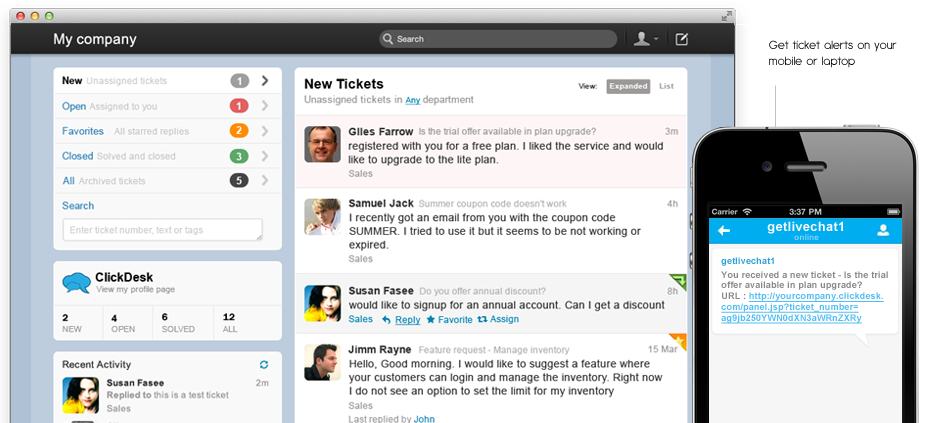 My company
Search
New Unassigned tickets 1
Open Assigned to you 1
Favorites All starred replies 2
Closed Solved and closed 3
All Archived tickets 5
Search
Enter ticket number, text or tags
ClickDesk
View my profile page
2 4 6 12
NEW OPEN SOLVED ALL
Recent Activity
Susan Fasee 2m
Replied to this is a test ticket
Sales
New Tickets
Unassigned tickets in Any department
View: Expanded List
Giles Farrow Is the trial offer available in plan upgrade? 3m
registered with you for a free plan. I liked the service and would
like to upgrade to the lite plan.
Sales
Samuel Jack Summer coupon code doesn't work 4h
I recently got an email from you with the coupon code
SUMMER. I tried to use it but it seems to be not working or
expired.
Sales
Susan Fasee Do you offer annual discount? 8h
would like to signup for an annual account. Can I get a discount
Sales Reply Favorite Assign
Jimm Rayne Feature request - Manage inventory 15 Mar
Hello, Good morning. I would like to suggest a feature where
your customers can login and manage the inventory. Right now
I do not see an option to set the limit for my inventory
Sales
Last replied by John
Get ticket alerts on your
mobile or laptop
Carrier 3:37 PM
getlivechat1
online
getlivechat1
You received a new ticket - Is the trial
offer available in plan upgrade?
URL : http://yourcompany.clickdesk.
com/panel.jsp?ticket_number=
ag9jb250YWN0dXN3aWRnZXRy